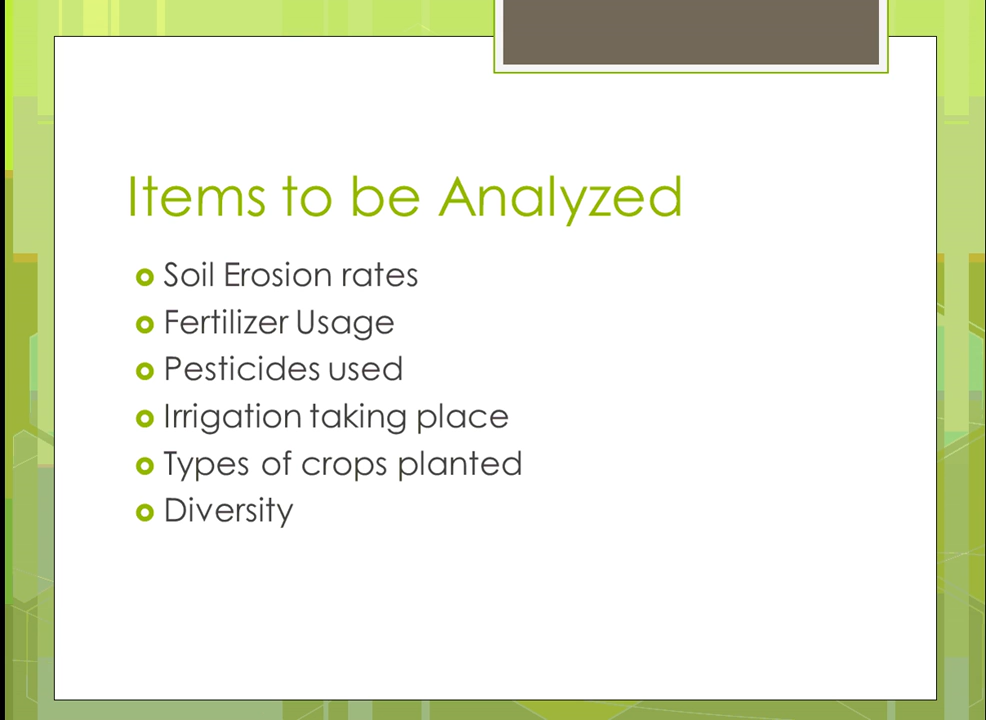 Items to be Analyzed
Soil Erosion rates
Fertilizer Usage
Pesticides used
Irrigation taking place
Types of crops planted
Diversity